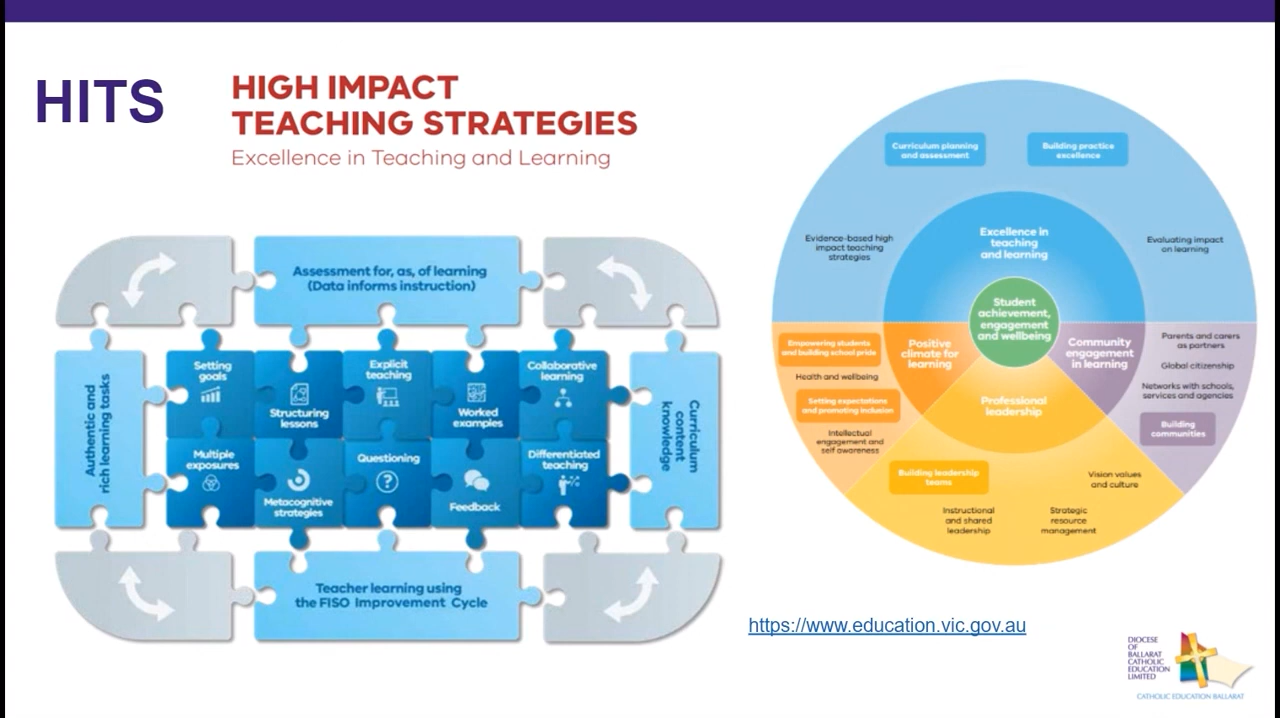 HITS
HIGH IMPACT
TEACHING STRATEGIES
Excellence in Teaching and Learning
Assessment for, as, of learning
(Data informs instruction)
Authentic and
rich learning tasks
Setting
goals
Structuring
lessons
Explicit
teaching
Worked
examples
Collaborative
learning
Multiple
exposures
Metacognitive
strategies
Questioning
Feedback
Differentiated
teaching
Curriculum
content
knowledge
Teacher learning using
the FISO Improvement Cycle
Curriculum planning
and assessment
Building practice
excellence
Evidence-based high
impact teaching
strategies
Excellence in
teaching
and learning
Evaluating impact
on learning
Student
achievement,
engagement
and wellbeing
Empowering students
and building school pride
Health and wellbeing
Setting expectations
and promoting inclusion
Intellectual
engagement and
self awareness
Positive
climate for
learning
Community
engagement
in learning
Parents and carers
as partners
Global citizenship
Networks with schools,
services and agencies
Building
communities
Professional
leadership
Building leadership
teams
Instructional
and shared
leadership
Strategic
resource
management
Vision values
and culture
https://www.education.vic.gov.au
DIOCESE
OF
BALLARAT
CATHOLIC
EDUCATION
LIMITED
CATHOLIC EDUCATION BALLARAT